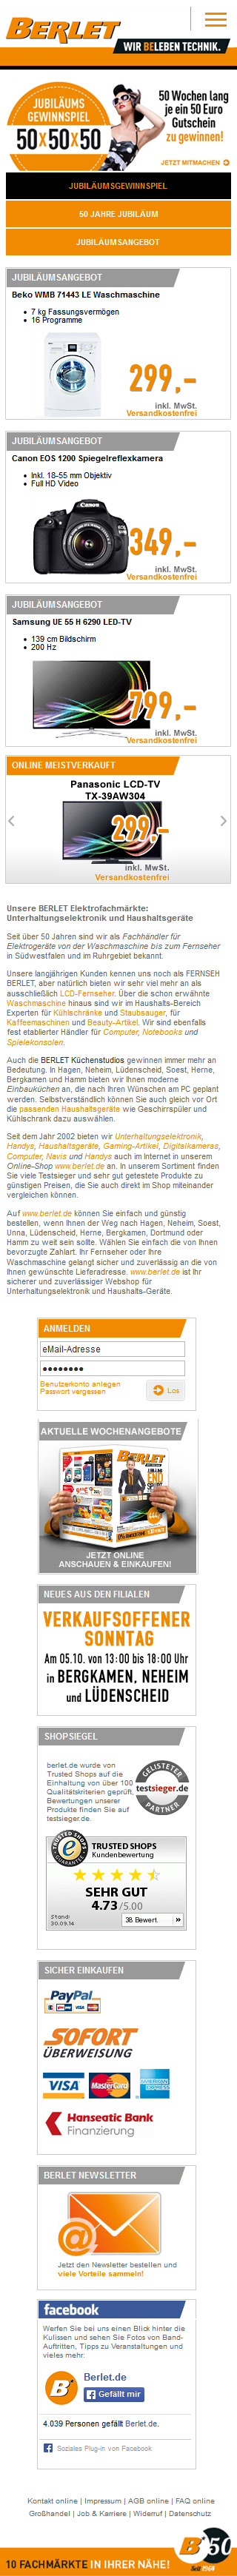 BERLET
WIR BELEBEN TECHNIK.
JUBILÄUMS
GEWINNSPIEL
50X50X50
50 Wochen lang
je ein 50 Euro
Gutschein
zu gewinnen!
JETZT MITMACHEN
JUBILÄUMSGEWINNSPIEL
50 JAHRE JUBILÄUM
JUBILÄUMSANGEBOT
JUBILÄUMSANGEBOT
Beko WMB 71443 LE Waschmaschine
7 kg Fassungsvermögen
16 Programme
299,-
inkl. MwSt.
Versandkostenfrei
JUBILÄUMSANGEBOT
Canon EOS 1200 Spiegelreflexkamera
Inkl. 18-55 mm Objektiv
Full HD Video
Canon
349,-
inkl. MwSt.
Versandkostenfrei
JUBILÄUMSANGEBOT
Samsung UE 55 H 6290 LED-TV
139 cm Bildschirm
200 Hz
799,-
inkl. MwSt.
Versandkostenfrei
ONLINE MEISTVERKAUFT
Panasonic LCD-TV
TX-39AW304
299,-
inkl. MwSt.
Versandkostenfrei
Unsere BERLET Elektrofachmärkte:
Unterhaltungselektronik und Haushaltsgeräte
Seit über 50 Jahren sind wir als Fachhändler für
Elektrogeräte von der Waschmaschine bis zum Fernseher
in Südwestfalen und im Ruhrgebiet bekannt.
Unsere langjährigen Kunden kennen uns noch als FERNSEH
BERLET, aber natürlich bieten wir sehr viel mehr an als
ausschließlich LCD-Fernseher. Über die schon erwähnte
Waschmaschine hinaus sind wir im Haushalts-Bereich
Experten für Kühlschränke und Staubsauger, für
Kaffeemaschinen und Beauty-Artikel. Wir sind ebenfalls
fest etablierter Händler für Computer, Notebooks und
Spielekonsolen.
Auch die BERLET Küchenstudios gewinnen immer mehr an
Bedeutung. In Hagen, Neheim, Lüdenscheid, Soest, Herne,
Bergkamen und Hamm bieten wir Ihnen moderne
Einbauküchen an, die nach Ihren Wünschen am PC geplant
werden. Selbstverständlich können Sie auch gleich vor Ort
die passenden Haushaltsgeräte wie Geschirrspüler und
Kühlschrank dazu auswählen.
Seit dem Jahr 2002 bieten wir Unterhaltungselektronik,
Handys, Haushaltsgeräte, Gaming-Artikel, Digitalkameras,
Computer, Navis und Handys auch im Internet in unserem
Online-Shop www.berlet.de an. In unserem Sortiment finden
Sie viele Testsieger und sehr gut getestete Produkte zu
günstigen Preisen, die Sie auch direkt im Shop miteinander
vergleichen können.
Auf www.berlet.de können Sie einfach und günstig
bestellen, wenn Ihnen der Weg nach Hagen, Neheim, Soest,
Unna, Lüdenscheid, Herne, Bergkamen, Dortmund oder
Hamm zu weit sein sollte. Wählen Sie einfach die von Ihnen
bevorzugte Zahlart. Ihr Fernseher oder Ihre
Waschmaschine gelangt sicher und zuverlässig an die von
Ihnen gewünschte Lieferadresse. www.berlet.de ist Ihr
sicherer und zuverlässiger Webshop für
Unterhaltungselektronik und Haushalts-Geräte.
ANMELDEN
eMail-Adresse
Benutzerkonto anlegen
Passwort vergessen
Los
AKTUELLE WOCHENANGEBOTE
BERLET
JETZT ONLINE
ANSCHAUEN & EINKAUFEN!
NEUES AUS DEN FILIALEN
VERKAUFSOFFENER
SONNTAG
Am 05.10. von 13:00 bis 18:00 Uhr
in BERGKAMEN, NEHEIM
und LÜDENSCHEID
SHOPSIEGEL
berlet.de wurde von
Trusted Shops auf die
Einhaltung von über 100
Qualitätskriterien geprüft,
Bewertungen unserer
Produkte finden Sie auf
testsieger.de.
GELISTETER
testsieger.de
PARTNER
TRUSTED SHOPS
Kundenbewertung
SEHR GUT
4.73/5.00
Stand:
30.09.14
38 Bewert.
SICHER EINKAUFEN
PayPal
SOFORT
ÜBERWEISUNG
VISA
MasterCard
AMERICAN
EXPRESS
Hanseatic Bank
Finanzierung
BERLET NEWSLETTER
Jetzt den Newsletter bestellen und
viele Vorteile sammeln!
facebook
Werfen Sie bei uns einen Blick hinter die
Kulissen und sehen Sie Fotos von Band-
Auftritten, Tipps zu Veranstaltungen und
vieles mehr:
Berlet.de
Gefällt mir
4.039 Personen gefällt Berlet.de.
Soziales Plug-in von Facebook
Kontakt online | Impressum | AGB online | FAQ online
Großhandel | Job & Karriere | Widerruf | Datenschutz
10 FACHMÄRKTE IN IHRER NÄHE!
B 50
Seit 1964